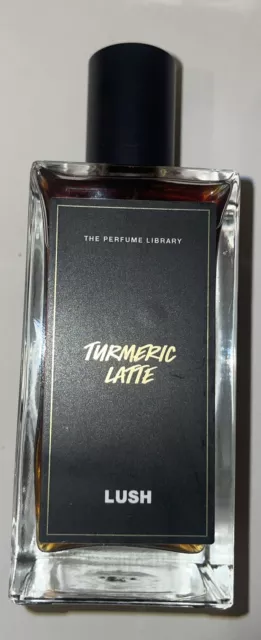 THE PERFUME LIBRARY
TURMERIC
LATTE
LUSH